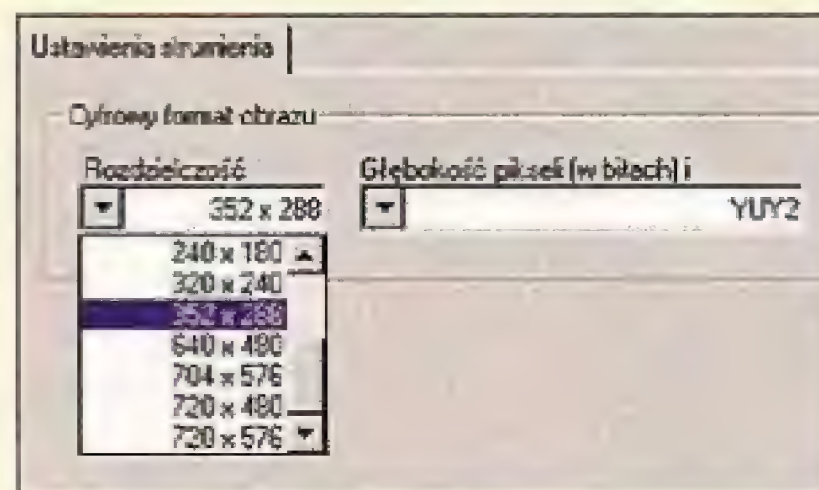 Ustawienia strumienia
Cyfrowy format obrazu
Rozdzielczość
Głębokość pikseli (w bitach) i
352 x 288
YUY2
240 x 180
320 x 240
352 x 288
640 x 480
704 x 576
720 x 480
720 x 576